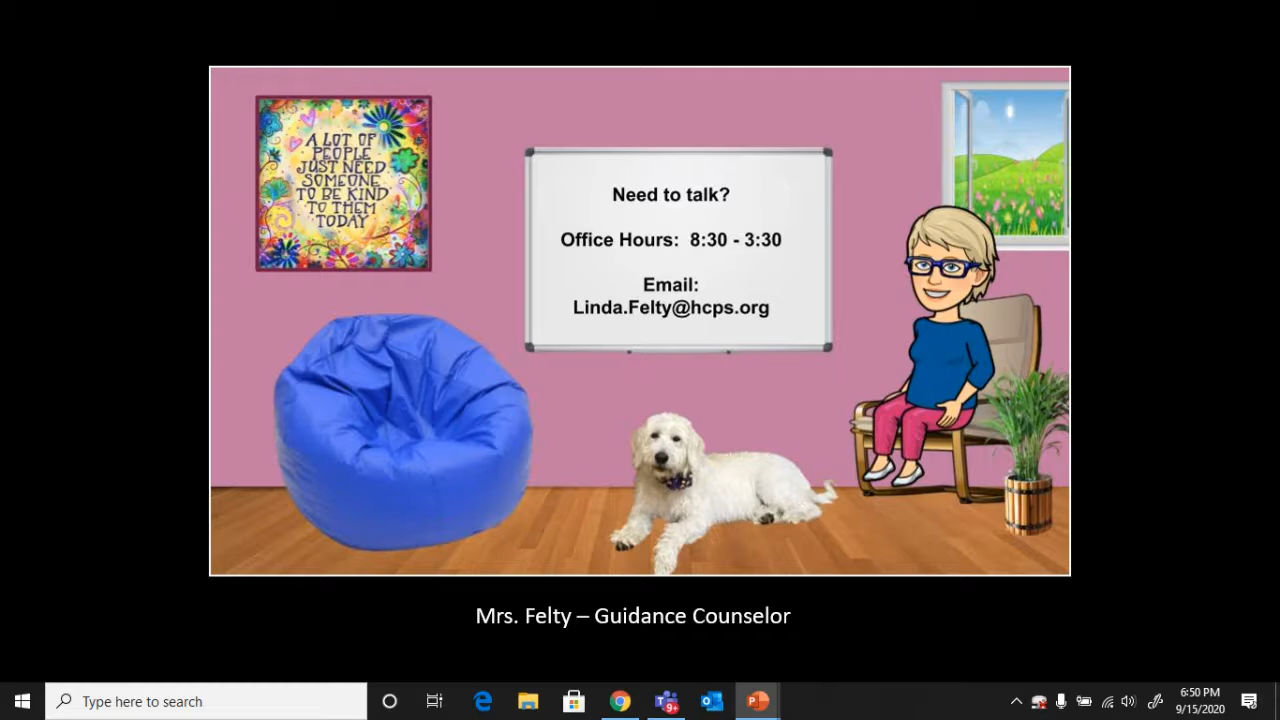 A LOT OF
PEOPLE
JUST NEED
SOMEONE
TO BE KIND
TO THEM
TODAY
Need to talk?
Office Hours: 8:30 - 3:30
Email:
Linda.Felty@hcps.org
Mrs. Felty – Guidance Counselor
Type here to search
9+
6:50 PM
9/15/2020